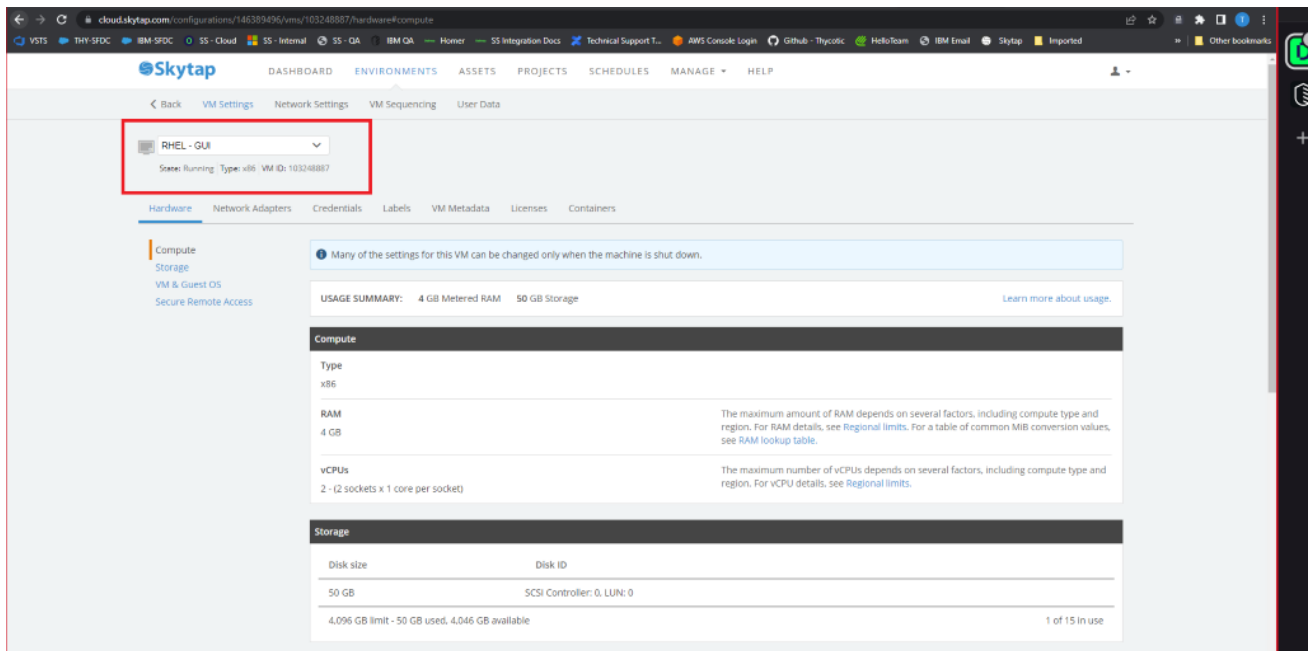 cloud.skytap.com/configurations/146389496/vms/103248887/hardware#compute
VSTS THY-SFDC IBM-SFDC SS - Cloud SS - Internal SS - QA IBM QA Homer SS Integration Docs Technical Support T... AWS Console Login Github - Thycotic HelloTeam IBM Email Skytap Imported » Other bookmarks
Skytap DASHBOARD ENVIRONMENTS ASSETS PROJECTS SCHEDULES MANAGE HELP
Back VM Settings Network Settings VM Sequencing User Data
RHEL - GUI
State: Running Type: x86 VM ID: 103248887
Hardware Network Adapters Credentials Labels VM Metadata Licenses Containers
Compute
Storage
VM & Guest OS
Secure Remote Access
Many of the settings for this VM can be changed only when the machine is shut down.
USAGE SUMMARY: 4 GB Metered RAM 50 GB Storage Learn more about usage.
Compute
Type
x86
RAM
4 GB
The maximum amount of RAM depends on several factors, including compute type and
region. For RAM details, see Regional limits. For a table of common MiB conversion values,
see RAM lookup table.
vCPUs
2 - (2 sockets x 1 core per socket)
The maximum number of vCPUs depends on several factors, including compute type and
region. For vCPU details, see Regional limits.
Storage
Disk size Disk ID
50 GB SCSI Controller: 0, LUN: 0
4,096 GB limit - 50 GB used, 4,046 GB available 1 of 15 in use